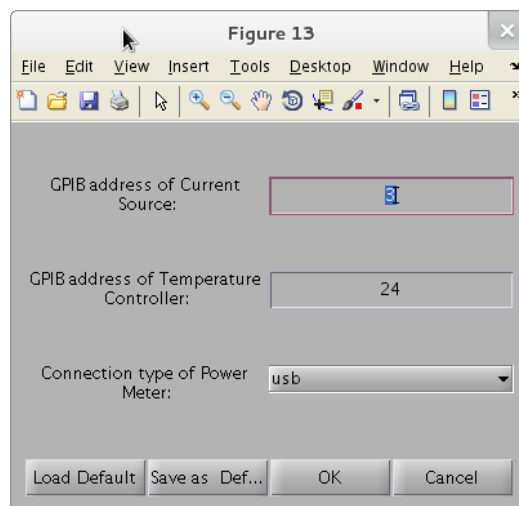 Figure 13
File Edit View Insert Tools Desktop Window Help
GPIB address of Current
Source:
3
GPIB address of Temperature
Controller:
24
Connection type of Power
Meter:
usb
Load Default Save as Def... OK Cancel